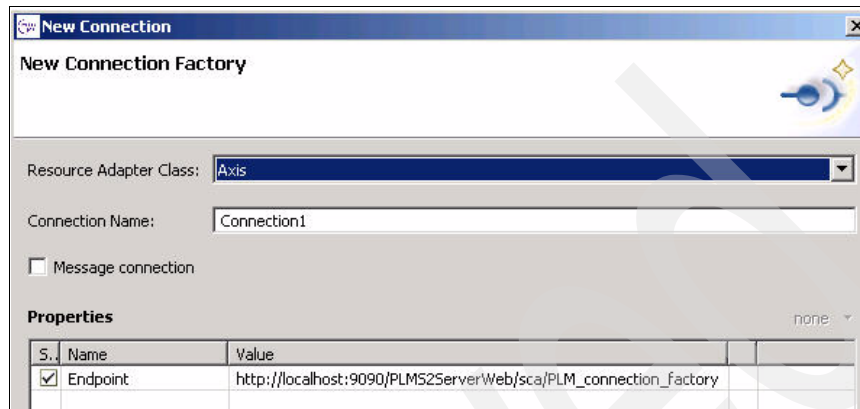 New Connection
New Connection Factory
Resource Adapter Class: Axis
Connection Name: Connection1
Message connection
Properties none
S.. Name Value
Endpoint http://localhost:9090/PLMS2ServerWeb/sca/PLM_connection_factory